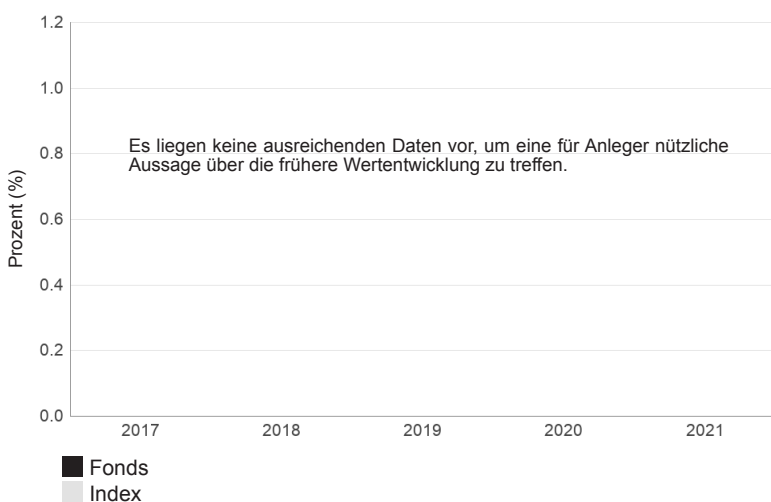 1.2
1.0
Es liegen keine ausreichenden Daten vor, um eine für Anleger nützliche
0.8
Aussage über die frühere Wertentwicklung zu treffen.
Prozent (%)
0.6
0.4
0.2
0.0
2017 2018 2019 2020 2021
Fonds
Index